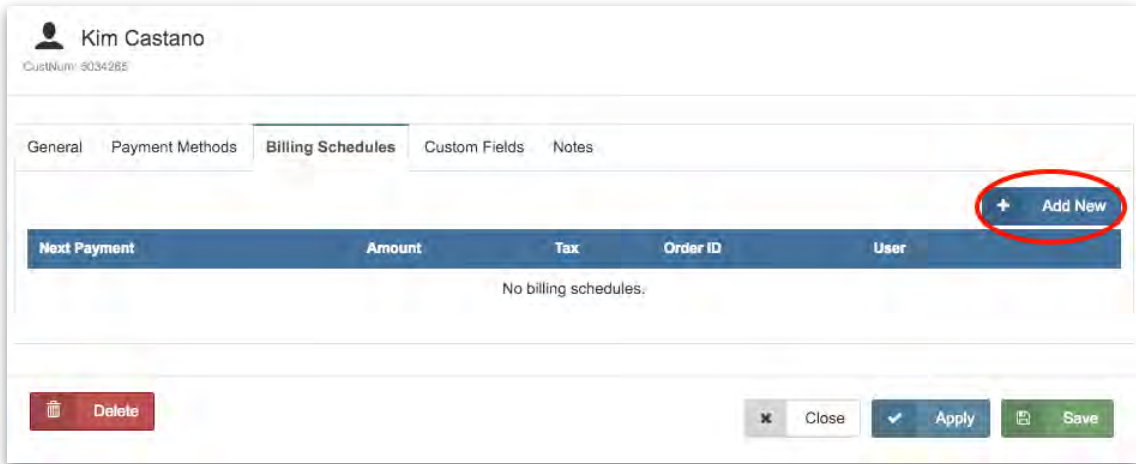 Kim Castano
CustNum: 5034265
General Payment Methods Billing Schedules Custom Fields Notes
+ Add New
Next Payment Amount Tax Order ID User
No billing schedules.
Delete
Close Apply Save